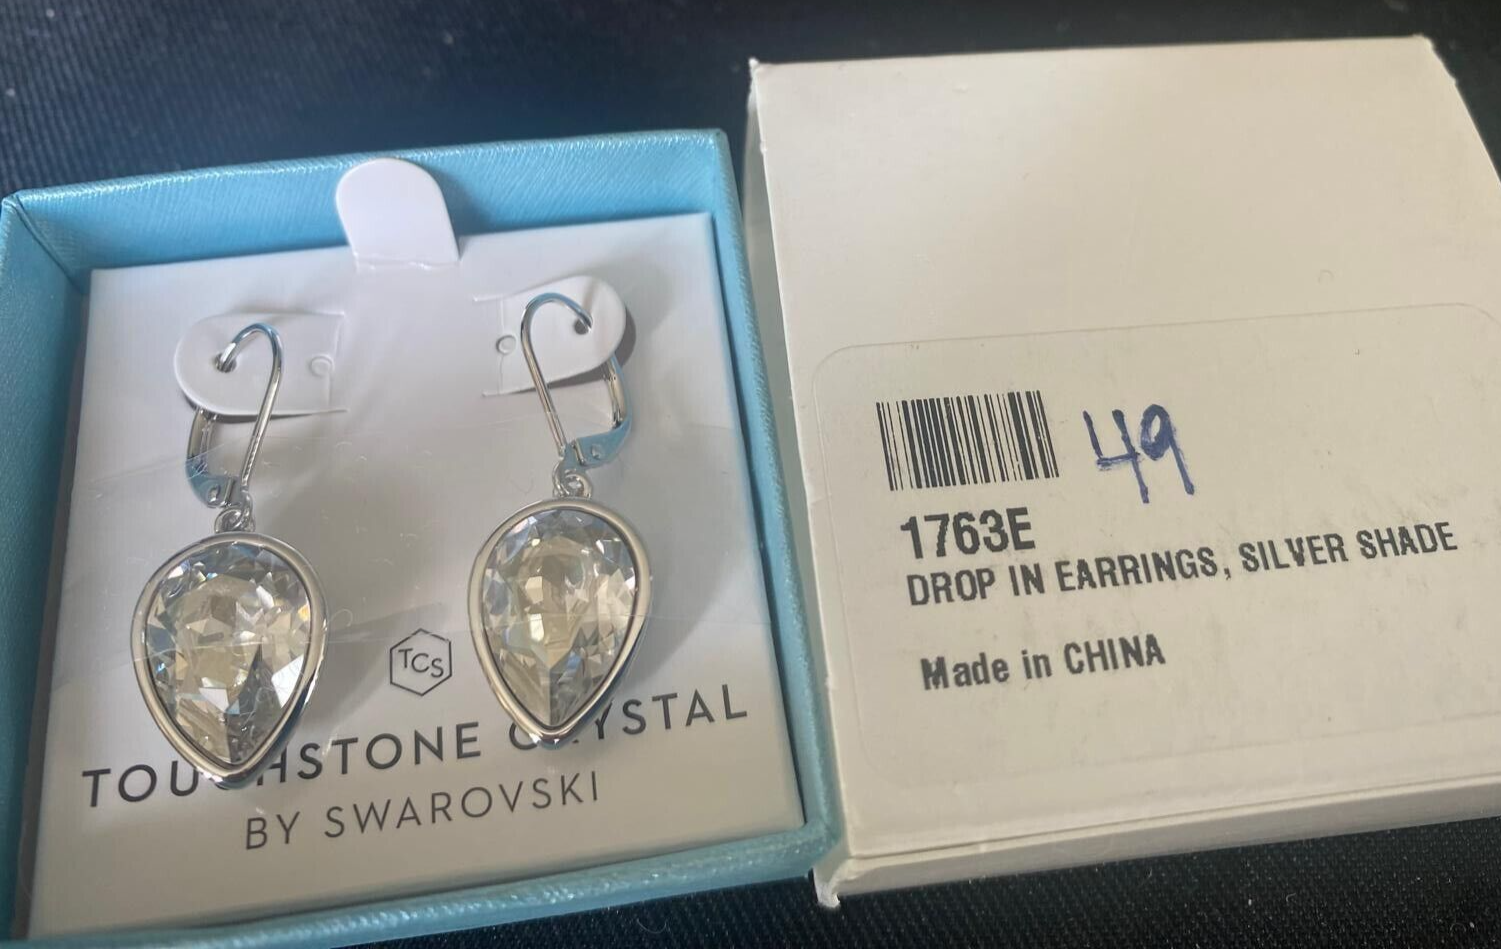 TCS
TOUCHSTONE CRYSTAL
BY SWAROVSKI
49
1763E
DROP IN EARRINGS, SILVER SHADE
Made in CHINA